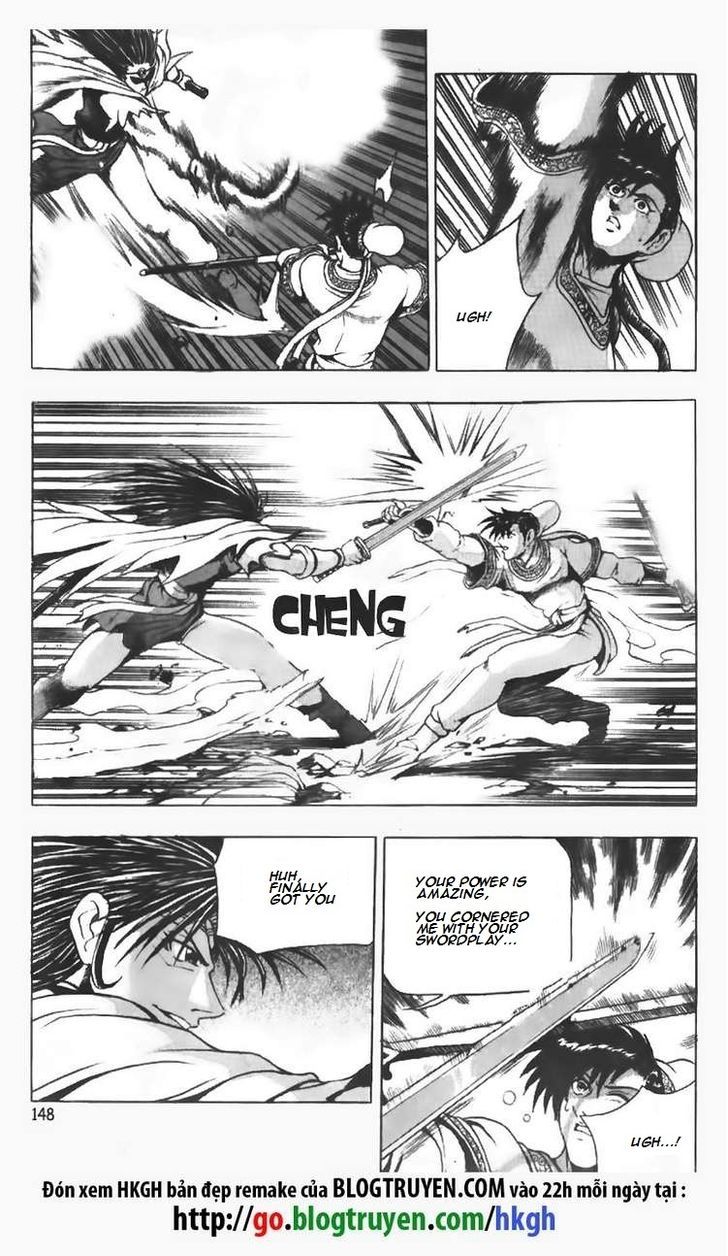 UGH!
CHENG
HUH,
FINALLY
GOT YOU
YOUR POWER IS
AMAZING,
YOU CORNERED
ME WITH YOUR
SWORDPLAY...
UGH...!
148
Đón xem HKGH bản đẹp remake của BLOGTRUYEN.COM vào 22h mỗi ngày tại :
http://go.blogtruyen.com/hkgh